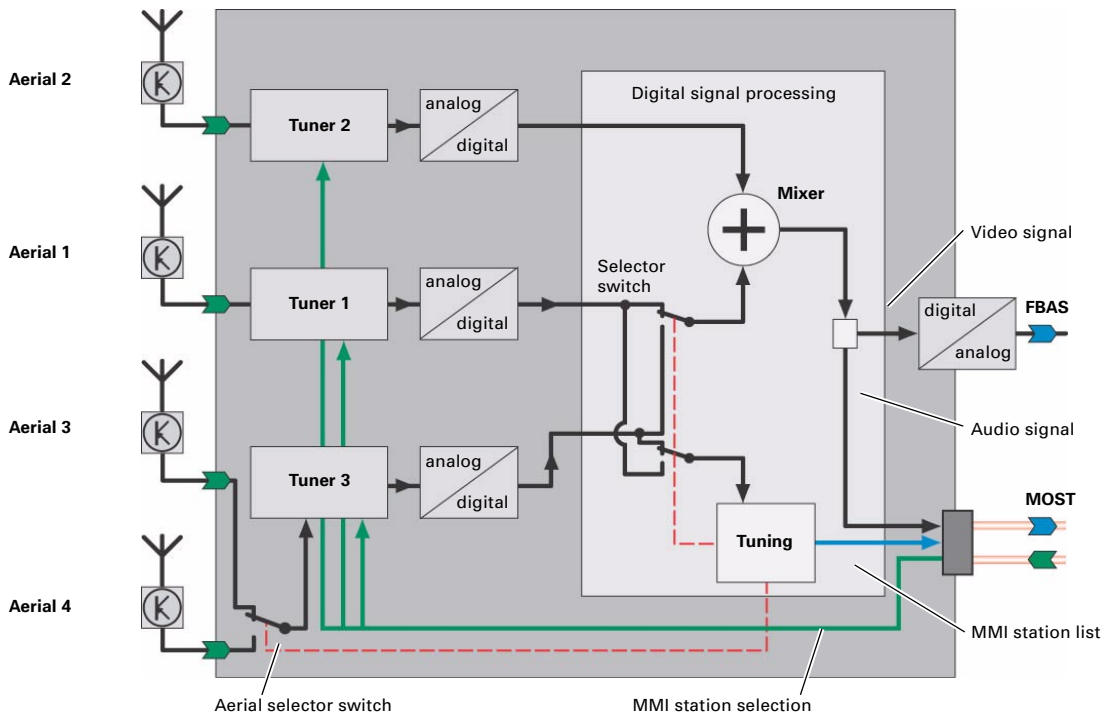 Aerial 2
Tuner 2
analog
digital
Digital signal processing
Mixer
Aerial 1
Tuner 1
analog
digital
Selector
switch
Video signal
digital
analog
FBAS
Aerial 3
Tuner 3
analog
digital
Audio signal
Tuning
MOST
Aerial 4
MMI station list
Aerial selector switch
MMI station selection